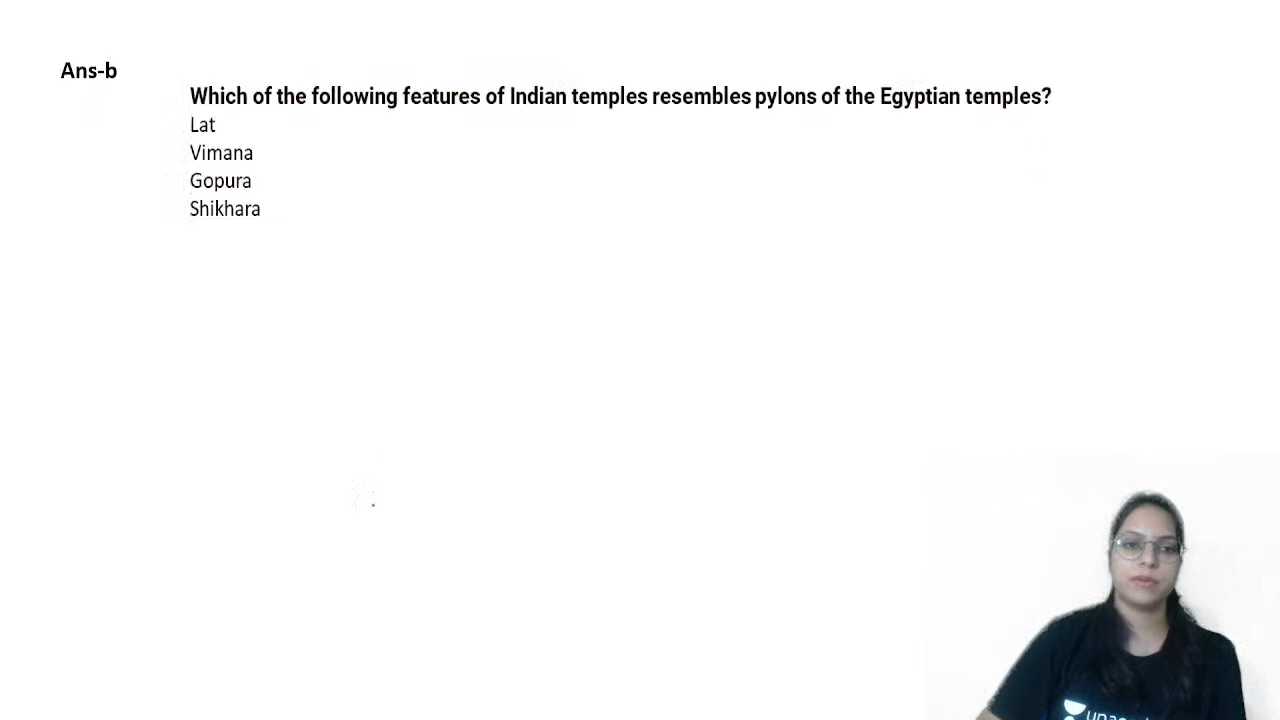 Ans-b
Which of the following features of Indian temples resembles pylons of the Egyptian temples?
Lat
Vimana
Gopura
Shikhara